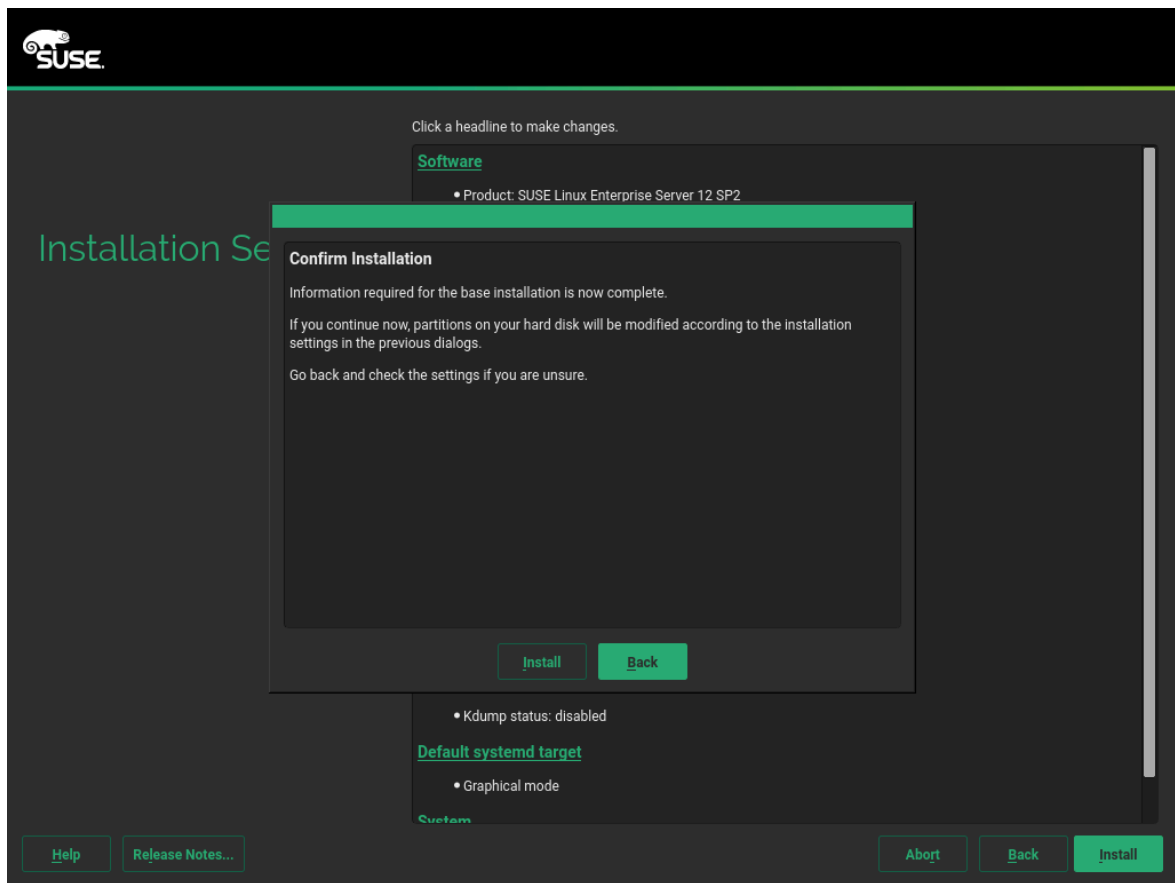 SUSE.
Click a headline to make changes.
Software
• Product: SUSE Linux Enterprise Server 12 SP2
Installation Se
Confirm Installation
Information required for the base installation is now complete.
If you continue now, partitions on your hard disk will be modified according to the installation
settings in the previous dialogs.
Go back and check the settings if you are unsure.
Install Back
• Kdump status: disabled
Default systemd target
• Graphical mode
System
Help Release Notes... Abort Back Install